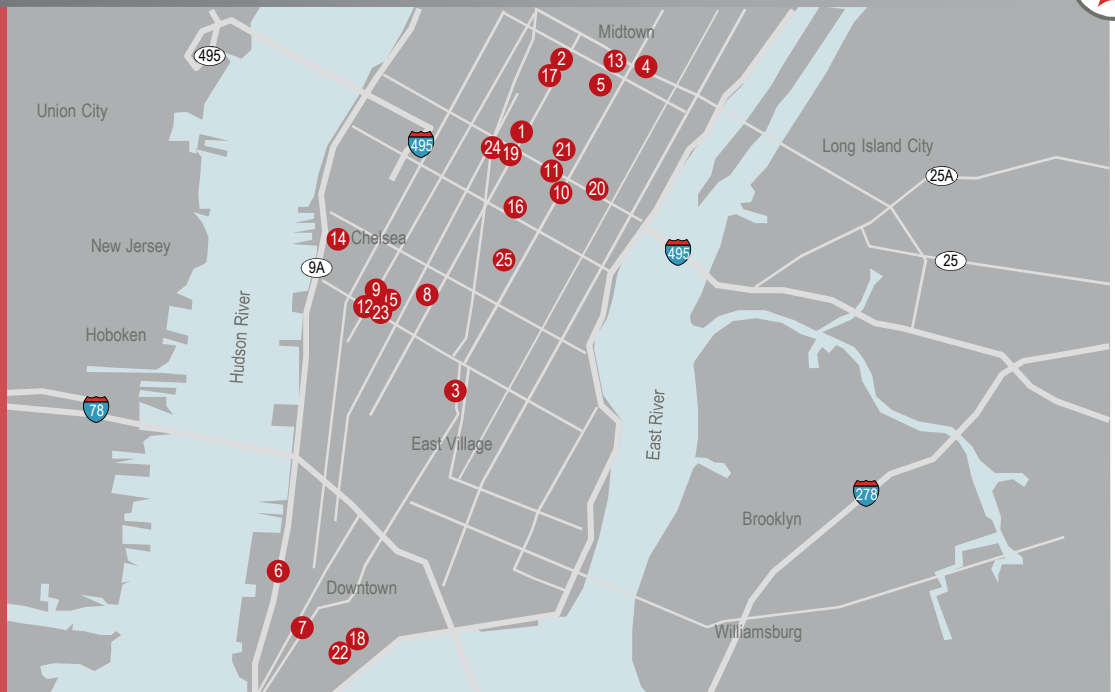 Midtown
495
2
13
4
17
5
Union City
1
495
24
19
21
Long Island City
11
25A
20
10
16
14
Chelsea
New Jersey
495
25
25
9A
9
8
12
15
23
Hudson River
Hoboken
3
78
East River
East Village
278
Brooklyn
6
Downtown
7
18
22
Williamsburg